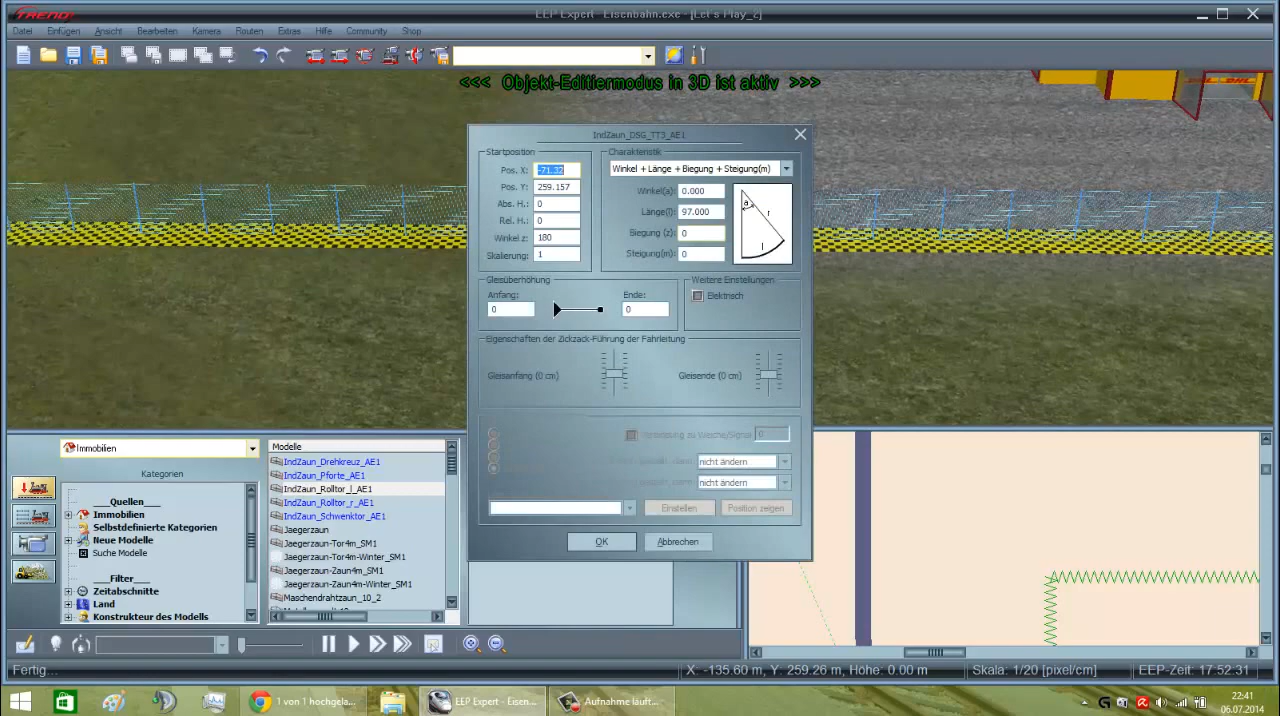 TREND
EEP Expert - Eisenbahn.exe - [Let's Play_2]
Datei Einfügen Ansicht Bearbeiten Kamera Routen Extras Hilfe Community Shop
<<< Objekt-Editiermodus in 3D ist aktiv >>>
DHL
IndZaun_DSG_TT3_AE1
Startposition
Pos. X: -71.32
Pos. Y: 259.157
Abs. H.: 0
Rel. H.: 0
Winkel z: 180
Skalierung: 1
Charakteristik
Winkel + Länge + Biegung + Steigung(m)
Winkel(a): 0.000
Länge(l): 97.000
Biegung (z): 0
Steigung(m): 0
a r l
Gleisüberhöhung
Anfang: Ende:
0 0
Weitere Einstellungen
Elektrisch
Eigenschaften der Zickzack-Führung der Fahrleitung
Gleisanfang (0 cm) Gleisende (0 cm)
Verbindung zu Weiche/Signal 0
nicht ändern
nicht ändern
Einstellen Position zeigen
OK Abbrechen
Immobilien
Kategorien
___Quellen___
Immobilien
Selbstdefinierte Kategorien
Neue Modelle
Suche Modelle
___Filter___
Zeitabschnitte
Land
Konstrukteur des Modells
Modelle
IndZaun_Drehkreuz_AE1
IndZaun_Pforte_AE1
IndZaun_Rolltor_l_AE1
IndZaun_Rolltor_r_AE1
IndZaun_Schwenktor_AE1
Jaegerzaun
Jaegerzaun-Tor4m_SM1
Jaegerzaun-Tor4m-Winter_SM1
Jaegerzaun-Zaun4m_SM1
Jaegerzaun-Zaun4m-Winter_SM1
Maschendrahtzaun_10_2
Fertig...
X: -135.60 m, Y: 259.26 m, Höhe: 0.00 m
Skala: 1/20 [pixel/cm]
EEP-Zeit: 17:52:31
1 von 1 hochgela...
EEP Expert - Eisen...
Aufnahme läuft...
22:41
06.07.2014